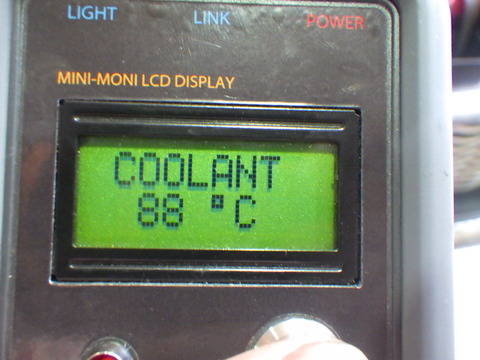 LIGHT LINK POWER
MINI-MONI LCD DISPLAY
COOLANT
88 °C